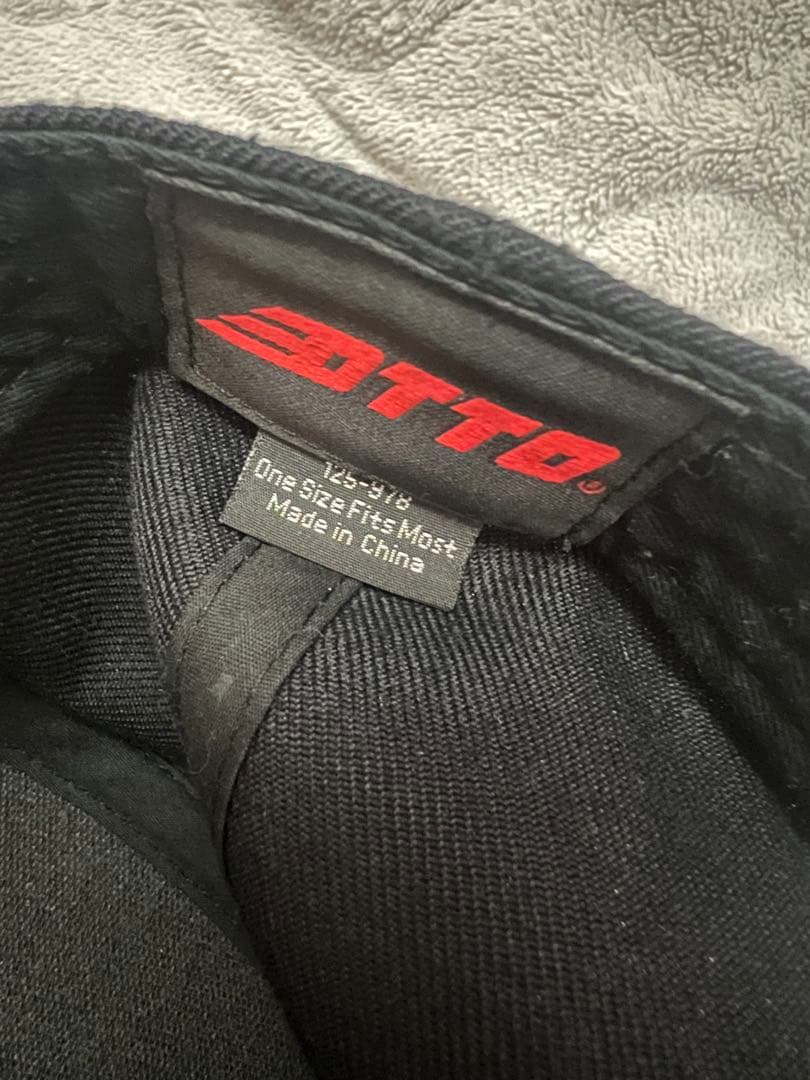 OTTO®
125-978
One Size Fits Most
Made in China